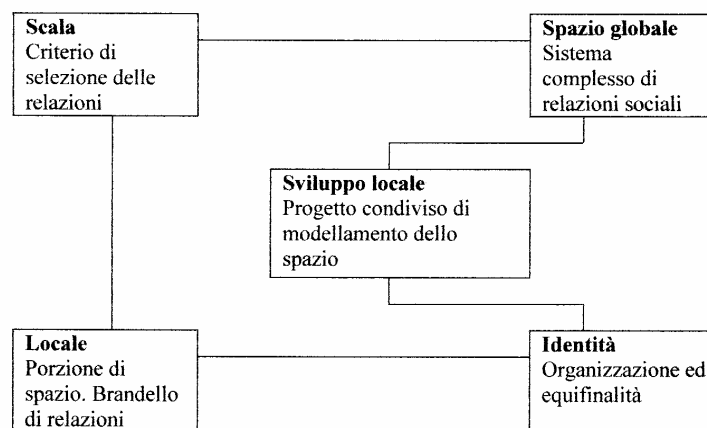 Scala
Criterio di
selezione delle
relazioni
Spazio globale
Sistema
complesso di
relazioni sociali
Sviluppo locale
Progetto condiviso di
modellamento dello
spazio
Locale
Porzione di
spazio. Brandello
di relazioni
Identità
Organizzazione ed
equifinalità